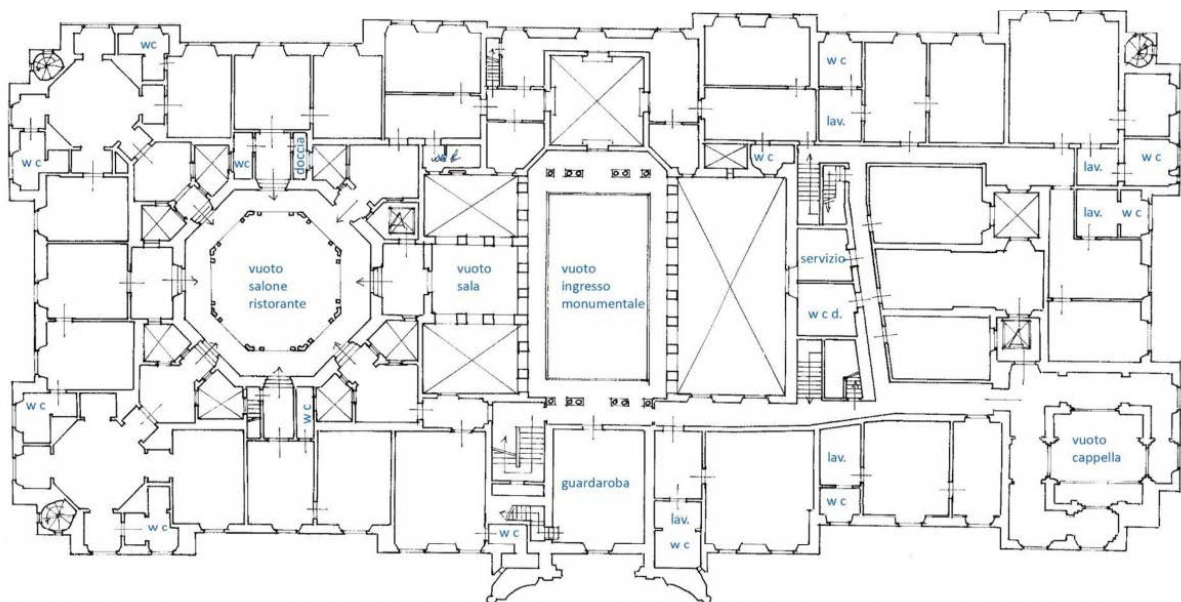 wc
w c
wc
doccia
w c
w c
lav.
w c
lav.
lav.
w c
vuoto
salone
ristorante
vuoto
sala
vuoto
ingresso
monumentale
servizio
w c d.
w c
w c
w c
guardaroba
w c
lav.
w c
lav.
w c
vuoto
cappella